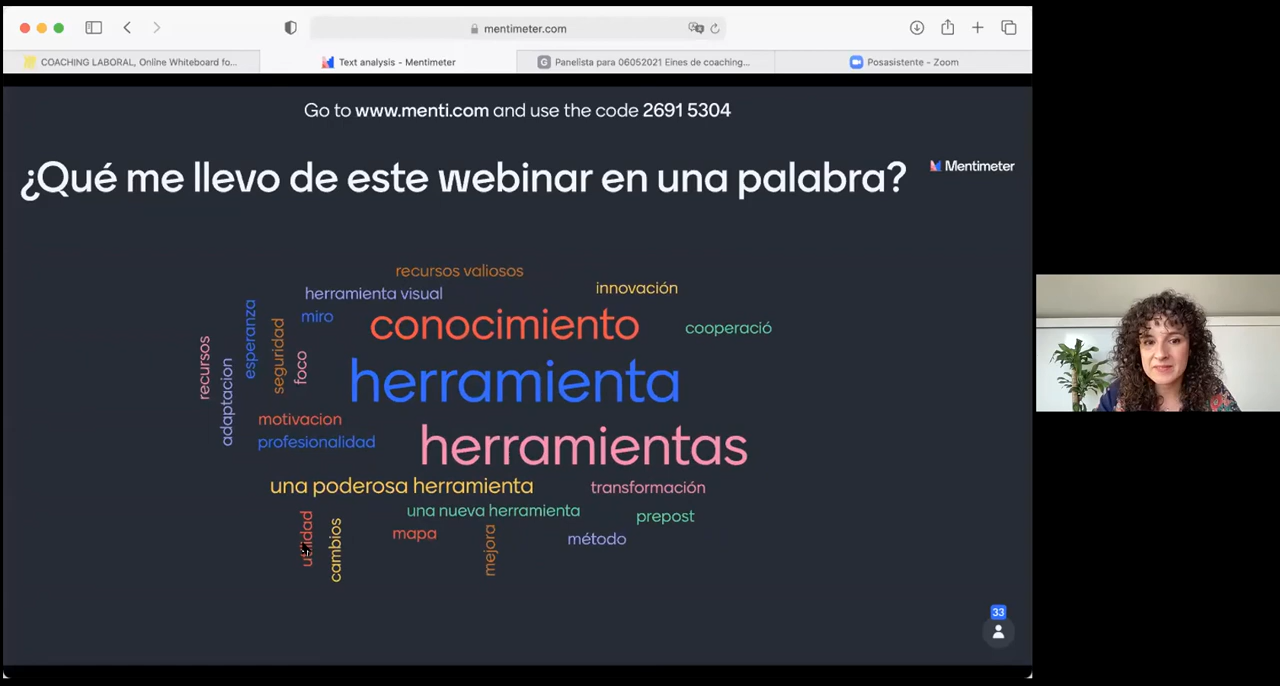 mentimeter.com
COACHING LABORAL, Online Whiteboard fo...
Text analysis - Mentimeter
Panelista para 06052021 Eines de coaching...
Posasistente - Zoom
Go to www.menti.com and use the code 2691 5304
¿Qué me llevo de este webinar en una palabra?
Mentimeter
recursos valiosos
innovación
herramienta visual
miro
conocimiento
cooperació
esperanza
seguridad
foco
recursos
adaptacion
herramienta
motivacion
profesionalidad
herramientas
una poderosa herramienta
transformación
una nueva herramienta
prepost
cambios
mapa
mejora
método
33